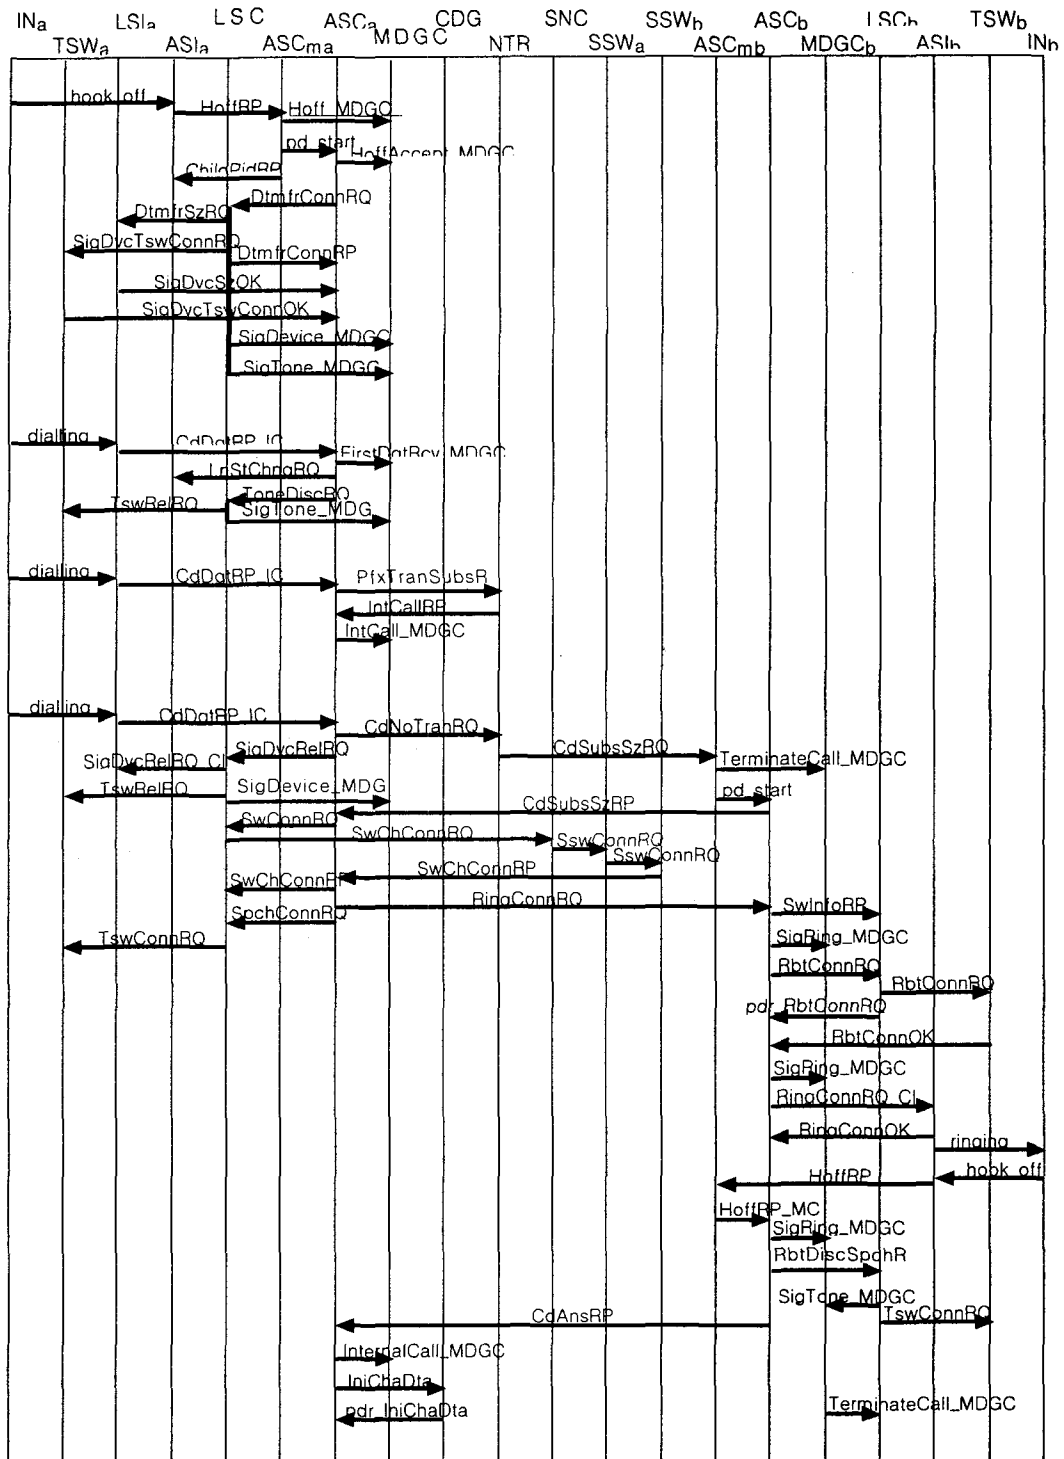 INa LSIa LSC ASCa CDG SNC SSWb ASCb LSCb TSWb
TSWa ASIa ASCma MDGC NTR SSWa ASCmb MDGCb ASIb INb
hook_off
HoffRP
Hoff_MDGC
pd_start
HoffAccept_MDGC
ChildPidRP
DtmfrConnRQ
DtmfrSzRQ
SigDvcTswConnRQ
DtmfrConnRP
SigDvcSzOK
SigDvcTswConnOK
SigDevice_MDGC
SigTone_MDGC
dialling
CdDgtRP_IC
FirstDgtRcv_MDGC
LnStChngRQ
ToneDiscRQ
TswRelRQ
SigTone_MDG
dialling
CdDgtRP_IC
PfxTranSubsR
IntCallRP
IntCall_MDGC
dialling
CdDgtRP_IC
CdNoTranRQ
SigDvcRelRQ
CdSubsSzRQ
SigDvcRelRQ_CI
TerminateCall_MDGC
TswRelRQ
SigDevice_MDG
pd_start
CdSubsSzRP
SwConnRQ
SwChConnRQ
SswConnRQ
SswConnRQ
SwChConnRP
SwChConnRP
RingConnRQ
SwInfoRP
SpchConnRQ
TswConnRQ
SigRing_MDGC
RbtConnRQ
RbtConnRQ
pdr_RbtConnRQ
RbtConnOK
SigRing_MDGC
RingConnRQ_CI
RingConnOK
ringing
hook_off
HoffRP
HoffRP_MC
SigRing_MDGC
RbtDiscSpchR
SigTone_MDGC
TswConnRQ
CdAnsRP
InternalCall_MDGC
IniChaDta
pdr_IniChaDta
TerminateCall_MDGC